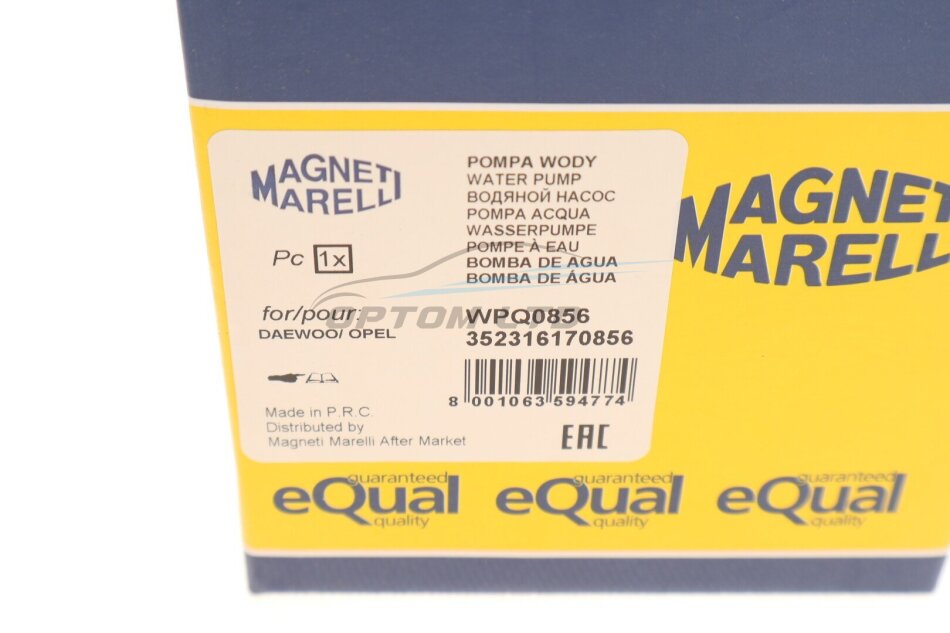 MAGNETI
MARELLI
Pc 1x
for/pour:
DAEWOO/ OPEL
Made in P.R.C.
Distributed by
Magneti Marelli After Market
POMPA WODY
WATER PUMP
ВОДЯНОЙ НАСОС
POMPA ACQUA
WASSERPUMPE
POMPE À EAU
BOMBA DE AGUA
BOMBA DE ÁGUA
WPQ0856
352316170856
8 001063 594774
EAC
OPTOM LTD
MAGNETI
MARELLI
guaranteed
eQual
quality
guaranteed
eQual
quality
guaranteed
eQual
quality